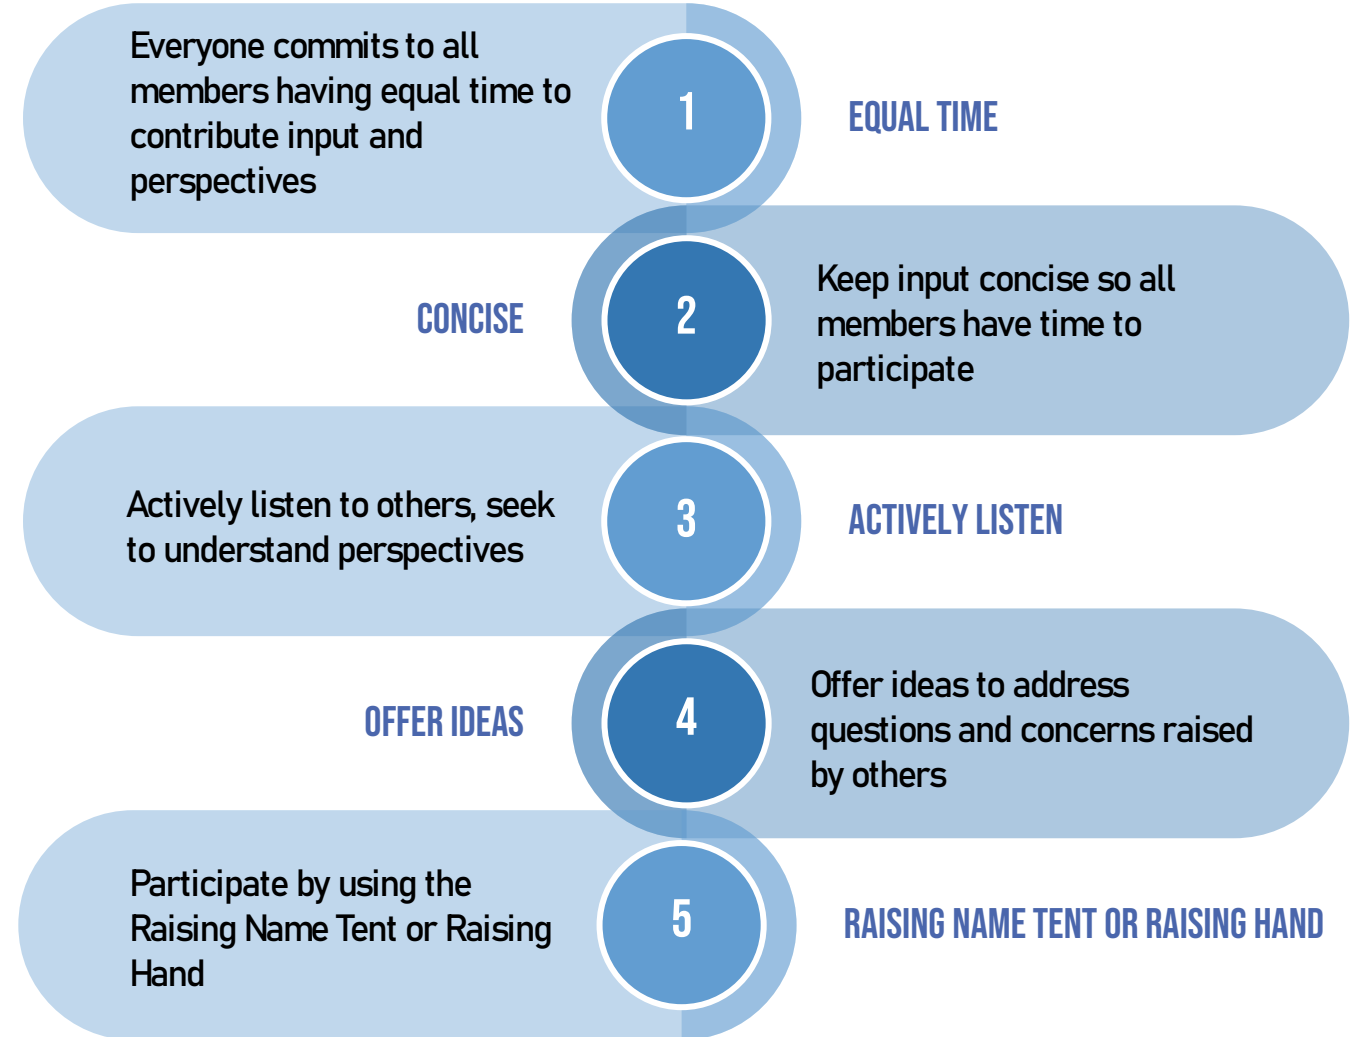 Everyone commits to all
members having equal time to
contribute input and
perspectives
1
EQUAL TIME
CONCISE
2
Keep input concise so all
members have time to
participate
Actively listen to others, seek
to understand perspectives
3
ACTIVELY LISTEN
OFFER IDEAS
4
Offer ideas to address
questions and concerns raised
by others
Participate by using the
Raising Name Tent or Raising
Hand
5
RAISING NAME TENT OR RAISING HAND